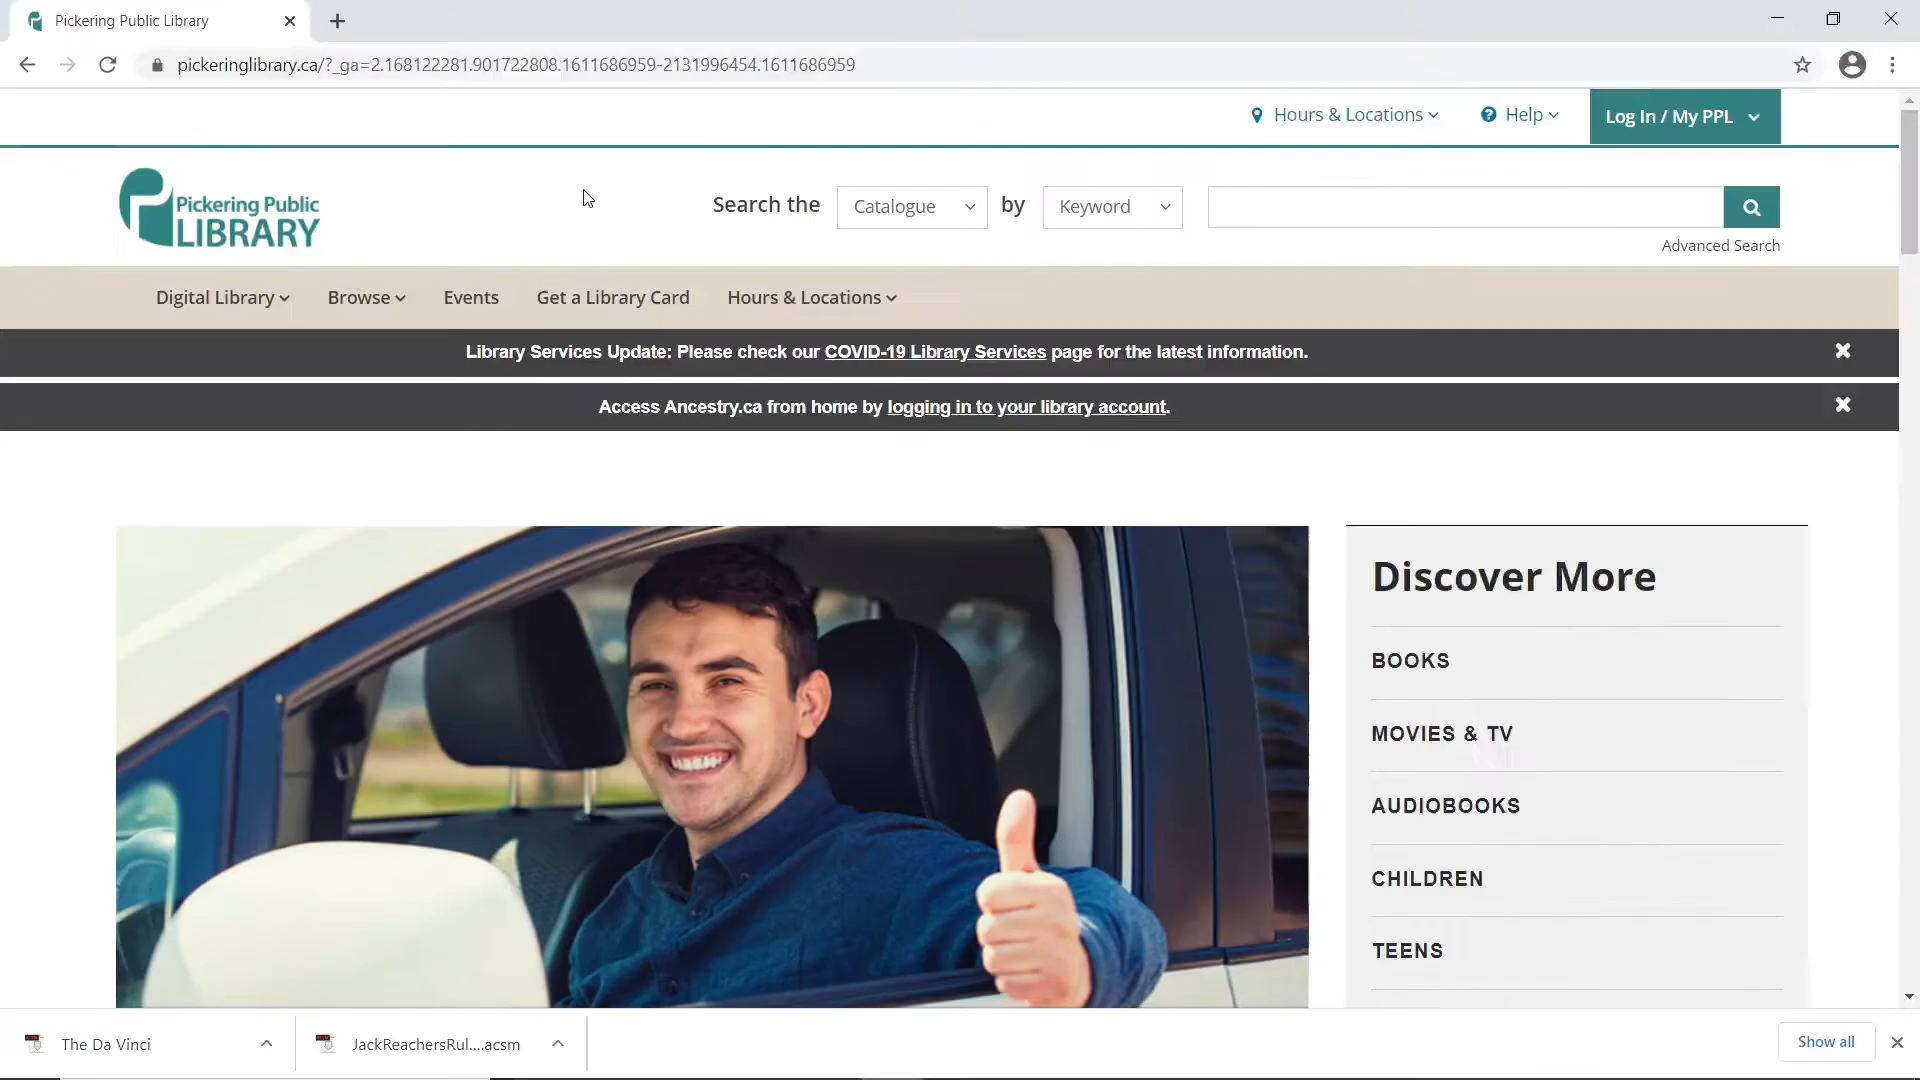 Pickering Public Library
pickeringlibrary.ca/?_ga=2.168122281.901722808.1611686959-2131996454.1611686959
Hours & Locations
Help
Log In / My PPL
Pickering Public
LIBRARY
Search the
Catalogue
by
Keyword
Advanced Search
Digital Library
Browse
Events
Get a Library Card
Hours & Locations
Library Services Update: Please check our COVID-19 Library Services page for the latest information.
Access Ancestry.ca from home by logging in to your library account.
Discover More
BOOKS
MOVIES & TV
AUDIOBOOKS
CHILDREN
TEENS
The Da Vinci
JackReachersRul....acsm
Show all